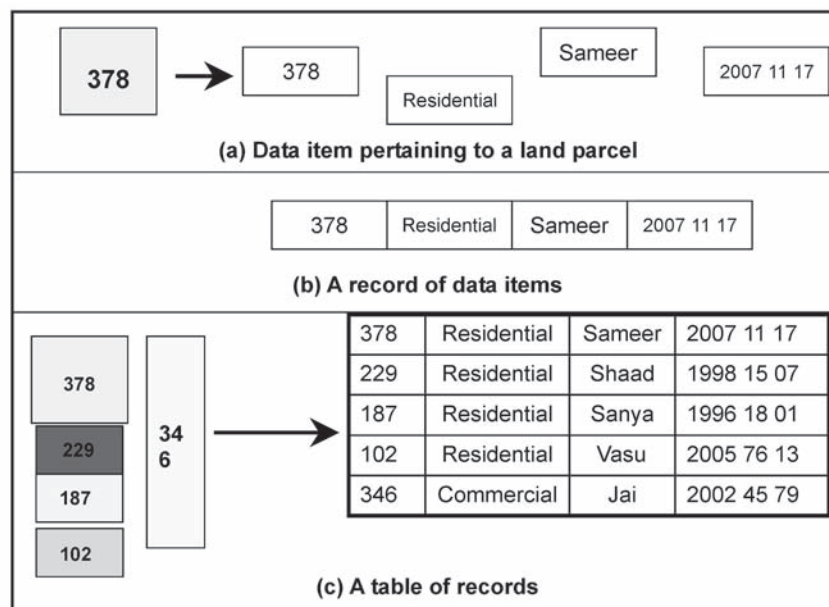 378
378
Residential
Sameer
2007 11 17
(a) Data item pertaining to a land parcel
378 Residential Sameer 2007 11 17
(b) A record of data items
378
229
187
102
34
6
378 Residential Sameer 2007 11 17
229 Residential Shaad 1998 15 07
187 Residential Sanya 1996 18 01
102 Residential Vasu 2005 76 13
346 Commercial Jai 2002 45 79
(c) A table of records